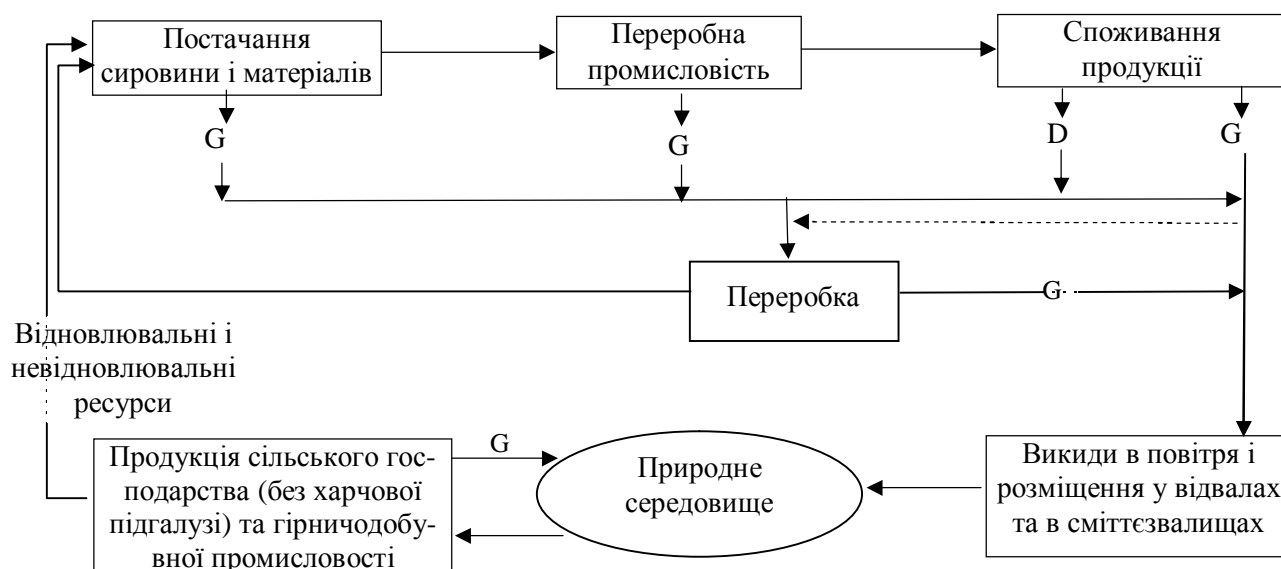 Постачання
сировини і матеріалів
Переробна
промисловість
Споживання
продукції
G
G
D
G
Переробка
G
Відновлювальні і
невідновлювальні
ресурси
Продукція сільського гос-
подарства (без харчової
підгалузі) та гірничодобу-
вної промисловості
G
Природне
середовище
Викиди в повітря і
розміщення у відвалах
та в сміттєзвалищах